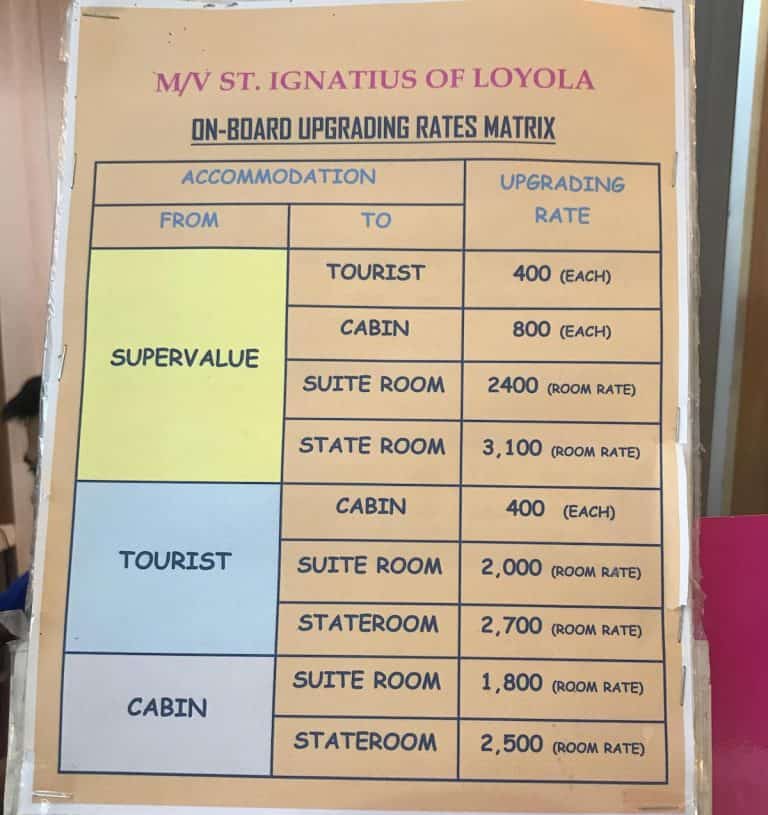 M/V ST. IGNATIUS OF LOYOLA
ON-BOARD UPGRADING RATES MATRIX
ACCOMMODATION
UPGRADING
RATE
FROM TO
SUPERVALUE
TOURIST 400 (EACH)
CABIN 800 (EACH)
SUITE ROOM 2400 (ROOM RATE)
STATE ROOM 3,100 (ROOM RATE)
TOURIST
CABIN 400 (EACH)
SUITE ROOM 2,000 (ROOM RATE)
STATEROOM 2,700 (ROOM RATE)
CABIN
SUITE ROOM 1,800 (ROOM RATE)
STATEROOM 2,500 (ROOM RATE)